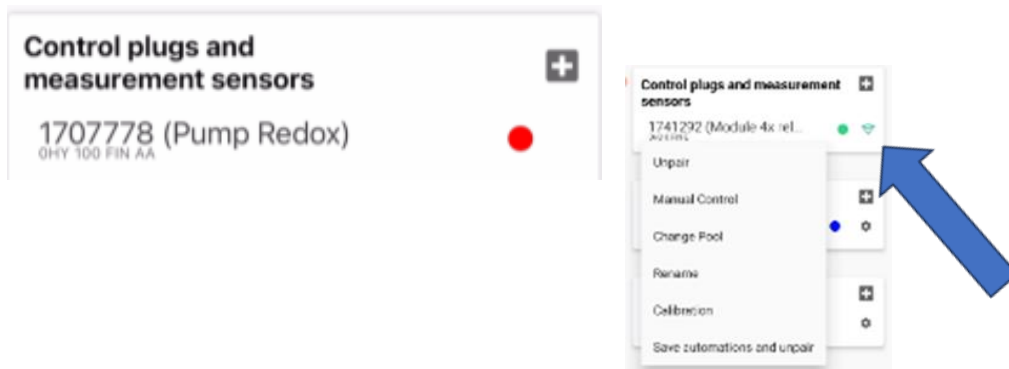 Control plugs and
measurement sensors
1707778 (Pump Redox)
0HY 100 FIN AA
Control plugs and measurement
sensors
1741292 (Module 4x rel...
Unpair
Manual Control
Change Pool
Rename
Calibration
Save automations and unpair